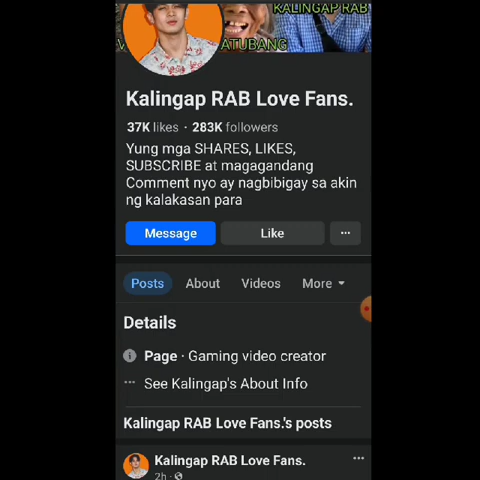 KALINGAP RAB
ATUBANG
Kalingap RAB Love Fans.
37K likes · 283K followers
Yung mga SHARES, LIKES,
SUBSCRIBE at magagandang
Comment nyo ay nagbibigay sa akin
ng kalakasan para
Message
Like
Posts
About
Videos
More
Details
Page · Gaming video creator
See Kalingap's About Info
Kalingap RAB Love Fans.'s posts
Kalingap RAB Love Fans.
2h ·